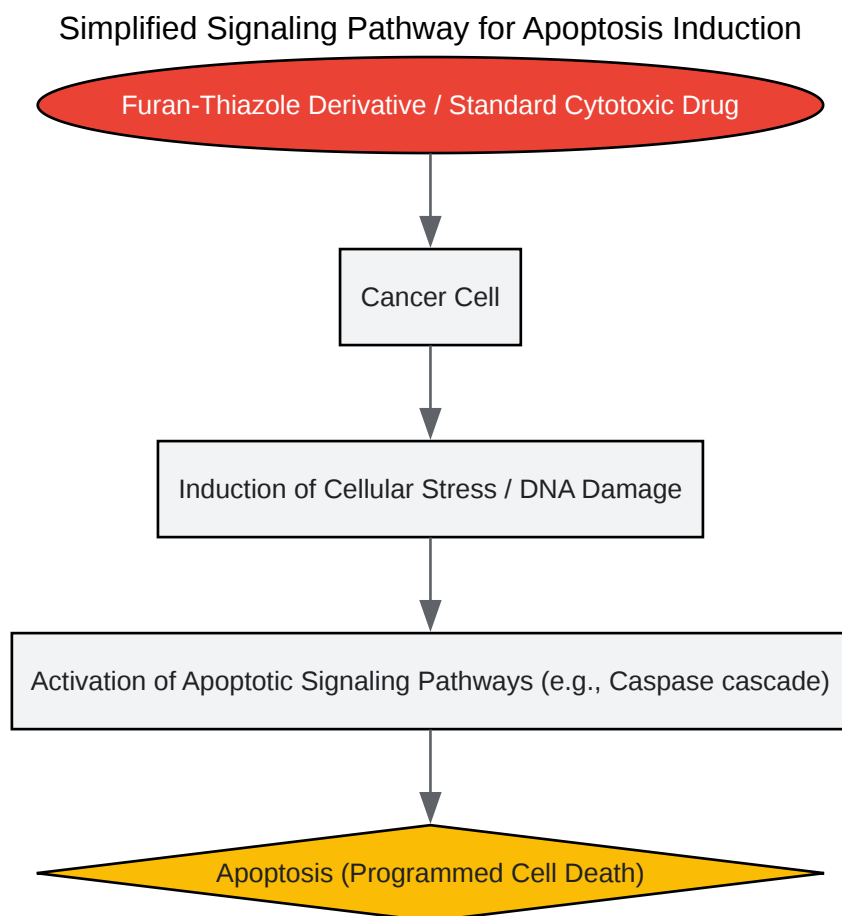 Simplified Signaling Pathway for Apoptosis Induction
Furan-Thiazole Derivative / Standard Cytotoxic Drug
Cancer Cell
Induction of Cellular Stress / DNA Damage
Activation of Apoptotic Signaling Pathways (e.g., Caspase cascade)
Apoptosis (Programmed Cell Death)